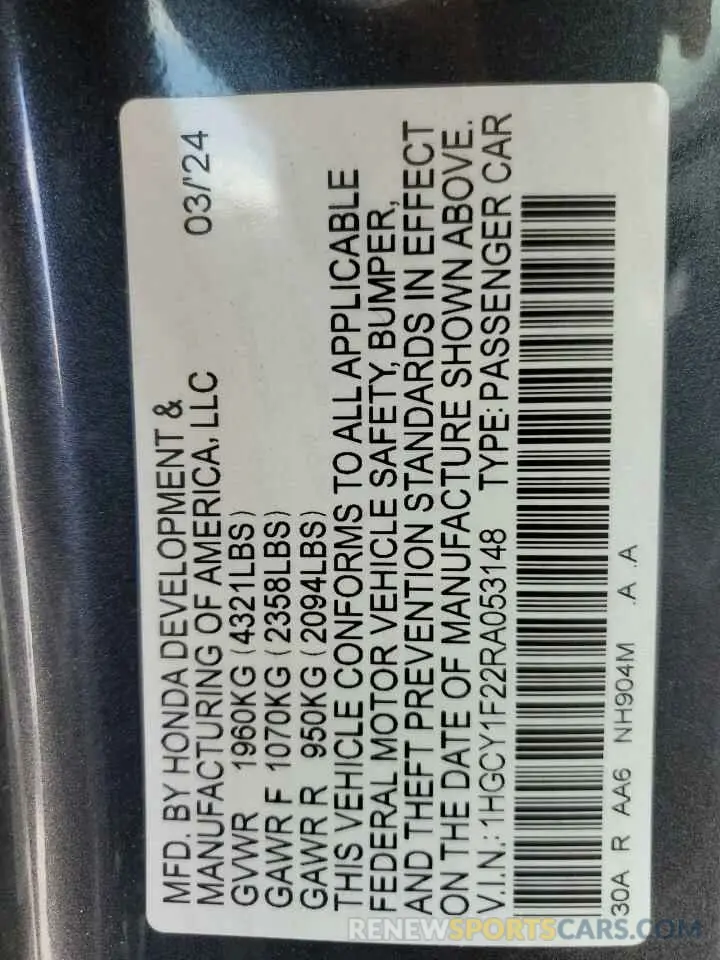 MFD. BY HONDA DEVELOPMENT &
MANUFACTURING OF AMERICA, LLC 03/'24
GVWR 1960KG (4321LBS)
GAWR F 1070KG (2358LBS)
GAWR R 950KG (2094LBS)
THIS VEHICLE CONFORMS TO ALL APPLICABLE
FEDERAL MOTOR VEHICLE SAFETY, BUMPER,
AND THEFT PREVENTION STANDARDS IN EFFECT
ON THE DATE OF MANUFACTURE SHOWN ABOVE.
V.I.N.: 1HGCY1F22RA053148 TYPE: PASSENGER CAR
30A R AA6 NH904M .A .A
RENEWSPORTSCARS.COM